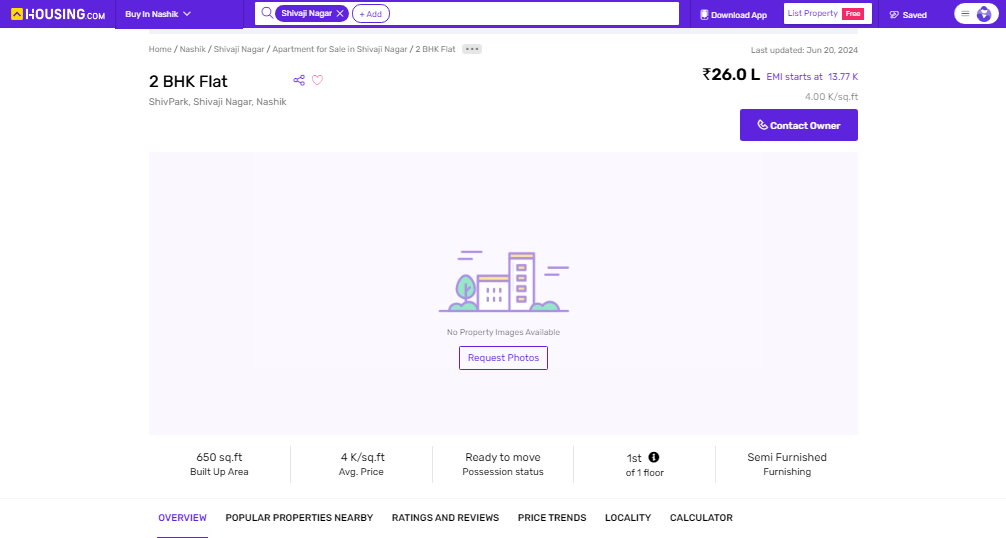 HOUSING.COM
Buy In Nashik
Shivaji Nagar
+ Add
Download App
List Property Free
Saved
Home / Nashik / Shivaji Nagar / Apartment for Sale in Shivaji Nagar / 2 BHK Flat
Last updated: Jun 20, 2024
2 BHK Flat
₹26.0 L EMI starts at 13.77 K
ShivPark, Shivaji Nagar, Nashik
4.00 K/sq.ft
Contact Owner
No Property Images Available
Request Photos
650 sq.ft
Built Up Area
4 K/sq.ft
Avg. Price
Ready to move
Possession status
1st
of 1 floor
Semi Furnished
Furnishing
OVERVIEW
POPULAR PROPERTIES NEARBY
RATINGS AND REVIEWS
PRICE TRENDS
LOCALITY
CALCULATOR